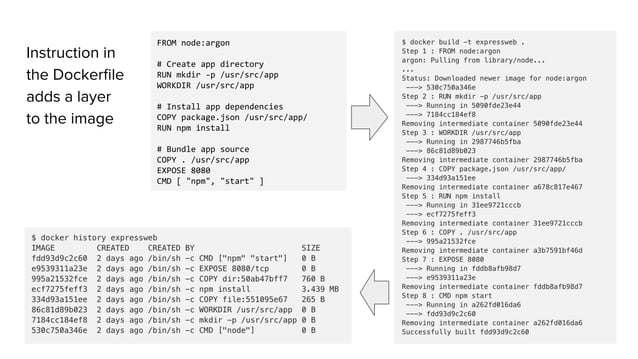 Instruction in
the Dockerfile
adds a layer
to the image
FROM node:argon
# Create app directory
RUN mkdir -p /usr/src/app
WORKDIR /usr/src/app
# Install app dependencies
COPY package.json /usr/src/app/
RUN npm install
# Bundle app source
COPY . /usr/src/app
EXPOSE 8080
CMD [ "npm", "start" ]
$ docker build -t expressweb .
Step 1 : FROM node:argon
argon: Pulling from library/node...
...
Status: Downloaded newer image for node:argon
---> 530c750a346e
Step 2 : RUN mkdir -p /usr/src/app
---> Running in 5090fde23e44
---> 7184cc184ef8
Removing intermediate container 5090fde23e44
Step 3 : WORKDIR /usr/src/app
---> Running in 2987746b5fba
---> 86c81d89b023
Removing intermediate container 2987746b5fba
Step 4 : COPY package.json /usr/src/app/
---> 334d93a151ee
Removing intermediate container a678c817e467
Step 5 : RUN npm install
---> Running in 31ee9721cccb
---> ecf7275feff3
Removing intermediate container 31ee9721cccb
Step 6 : COPY . /usr/src/app
---> 995a21532fce
Removing intermediate container a3b7591bf46d
Step 7 : EXPOSE 8080
---> Running in fddb8afb98d7
---> e9539311a23e
Removing intermediate container fddb8afb98d7
Step 8 : CMD npm start
---> Running in a262fd016da6
---> fdd93d9c2c60
Removing intermediate container a262fd016da6
Successfully built fdd93d9c2c60
$ docker history expressweb
IMAGE CREATED CREATED BY SIZE
fdd93d9c2c60 2 days ago /bin/sh -c CMD ["npm" "start"] 0 B
e9539311a23e 2 days ago /bin/sh -c EXPOSE 8080/tcp 0 B
995a21532fce 2 days ago /bin/sh -c COPY dir:50ab47bff7 760 B
ecf7275feff3 2 days ago /bin/sh -c npm install 3.439 MB
334d93a151ee 2 days ago /bin/sh -c COPY file:551095e67 265 B
86c81d89b023 2 days ago /bin/sh -c WORKDIR /usr/src/app 0 B
7184cc184ef8 2 days ago /bin/sh -c mkdir -p /usr/src/app 0 B
530c750a346e 2 days ago /bin/sh -c CMD ["node"] 0 B